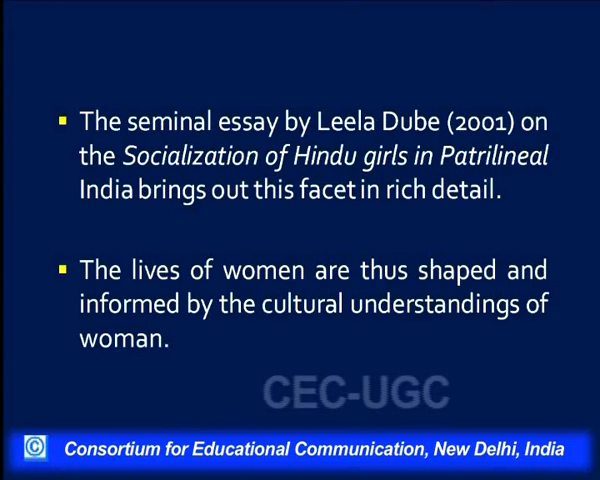 The seminal essay by Leela Dube (2001) on
the Socialization of Hindu girls in Patrilineal
India brings out this facet in rich detail.
The lives of women are thus shaped and
informed by the cultural understandings of
woman.
CEC-UGC
© Consortium for Educational Communication, New Delhi, India